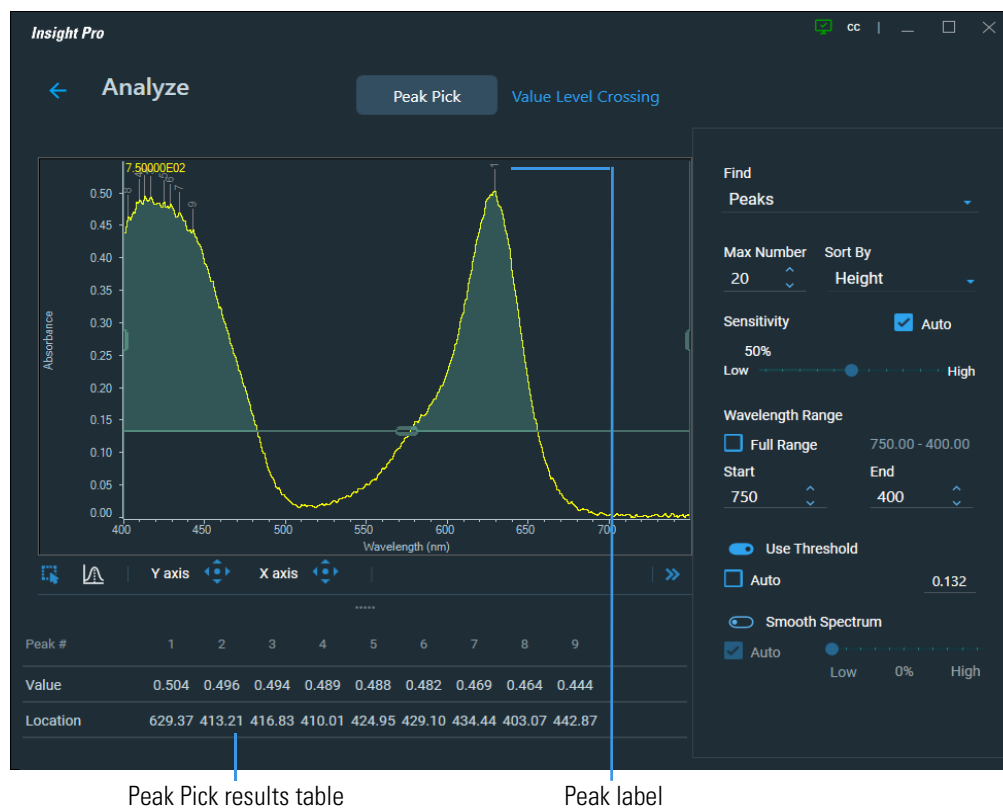 Insight Pro
cc |
Analyze
Peak Pick Value Level Crossing
7.50000E02
8 4 5 6 7 9 1
Absorbance
0.50
0.45
0.40
0.35
0.30
0.25
0.20
0.15
0.10
0.05
0.00
400 450 500 550 600 650 700
Wavelength (nm)
Find
Peaks
Max Number Sort By
20 Height
Sensitivity Auto
50%
Low High
Wavelength Range
Full Range 750.00 - 400.00
Start End
750 400
Use Threshold
Auto 0.132
Smooth Spectrum
Auto
Low 0% High
Y axis X axis
Peak # 1 2 3 4 5 6 7 8 9
Value 0.504 0.496 0.494 0.489 0.488 0.482 0.469 0.464 0.444
Location 629.37 413.21 416.83 410.01 424.95 429.10 434.44 403.07 442.87
Peak Pick results table Peak label